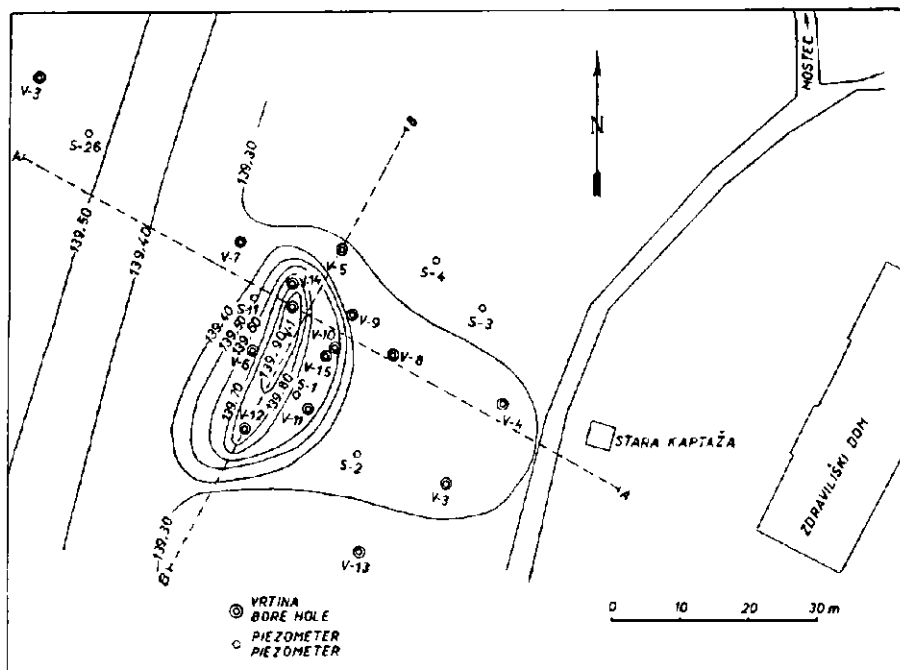 MOSTEC
V-3
S-26
A
B
N
139.50
139.40
139.30
V-7
V-5
S-4
S-3
V-14
S-11
V-1
V-9
V-10
V-8
V-6
V-15
139.40
139.50
139.60
139.70
139.90
139.80
S-1
V-12
V-11
V-4
S-2
V-3
A
STARA KAPTAŽA
ZDRAVILIŠKI DOM
139.30
B
V-13
VRTINA
BORE HOLE
PIEZOMETER
PIEZOMETER
0 10 20 30 m